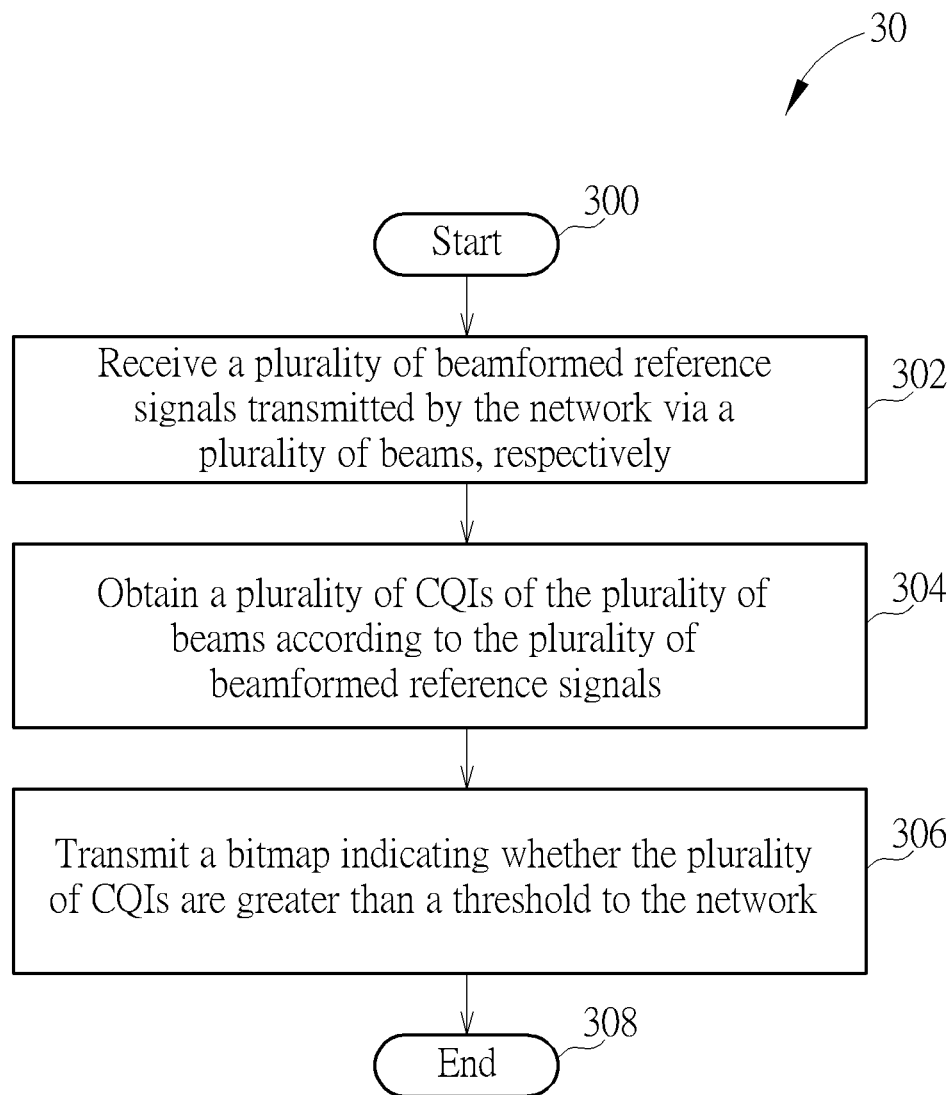 30
300
Start
Receive a plurality of beamformed reference
signals transmitted by the network via a
plurality of beams, respectively
302
Obtain a plurality of CQIs of the plurality of
beams according to the plurality of
beamformed reference signals
304
Transmit a bitmap indicating whether the plurality
of CQIs are greater than a threshold to the network
306
End
308